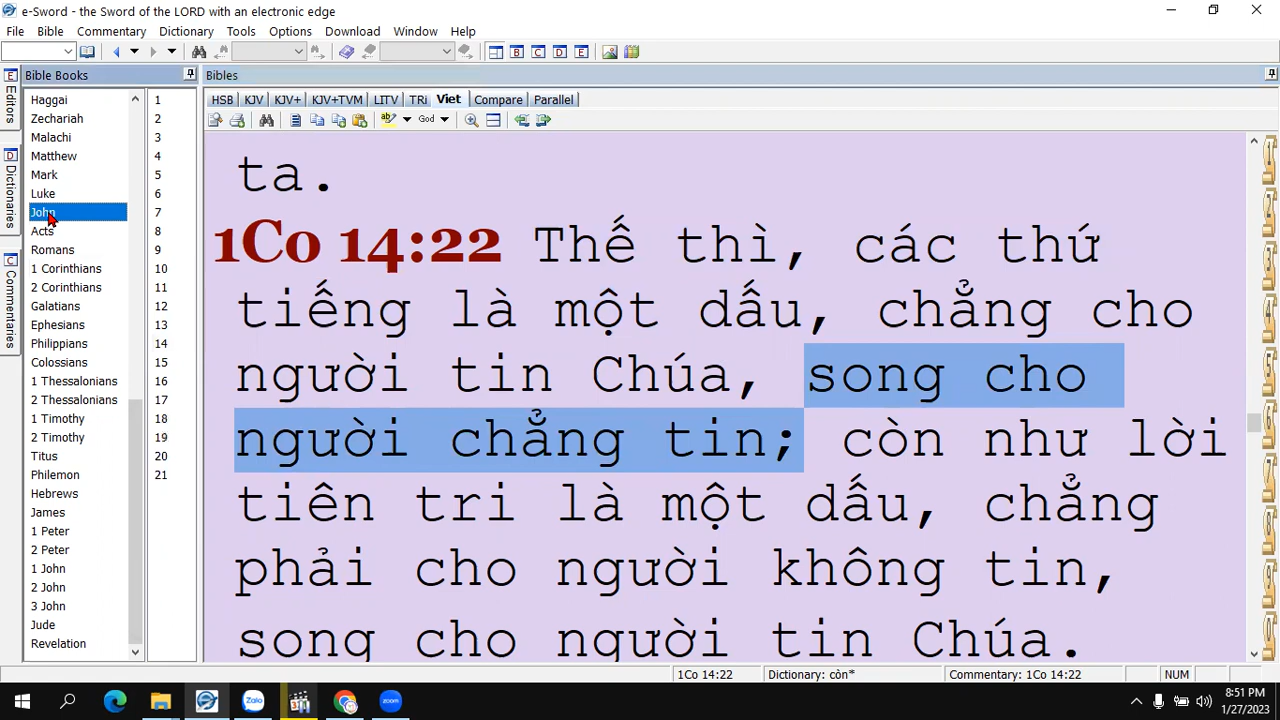 e-Sword - the Sword of the LORD with an electronic edge
File Bible Commentary Dictionary Tools Options Download Window Help
B C D E
Bible Books
Bibles
Editors
Dictionaries
Commentaries
Haggai
Zechariah
Malachi
Matthew
Mark
Luke
John
Acts
Romans
1 Corinthians
2 Corinthians
Galatians
Ephesians
Philippians
Colossians
1 Thessalonians
2 Thessalonians
1 Timothy
2 Timothy
Titus
Philemon
Hebrews
James
1 Peter
2 Peter
1 John
2 John
3 John
Jude
Revelation
1
2
3
4
5
6
7
8
9
10
11
12
13
14
15
16
17
18
19
20
21
HSB KJV KJV+ KJV+TVM LITV TRi Viet Compare Parallel
ab God
ta.
1Co 14:22 Thế thì, các thứ
tiếng là một dấu, chẳng cho
người tin Chúa, song cho
người chẳng tin; còn như lời
tiên tri là một dấu, chẳng
phải cho người không tin,
song cho người tin Chúa.
1Co 14:22 Dictionary: còn* Commentary: 1Co 14:22 NUM
Zalo zoom
8:51 PM
1/27/2023